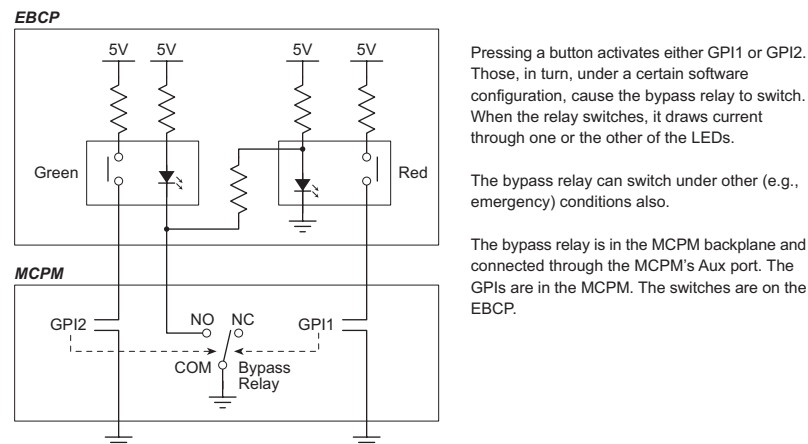 EBCP
5V 5V 5V 5V
Green
Red
MCPM
GPI2
NO NC
GPI1
COM Bypass
Relay
Pressing a button activates either GPI1 or GPI2.
Those, in turn, under a certain software
configuration, cause the bypass relay to switch.
When the relay switches, it draws current
through one or the other of the LEDs.
The bypass relay can switch under other (e.g.,
emergency) conditions also.
The bypass relay is in the MCPM backplane and
connected through the MCPM's Aux port. The
GPIs are in the MCPM. The switches are on the
EBCP.